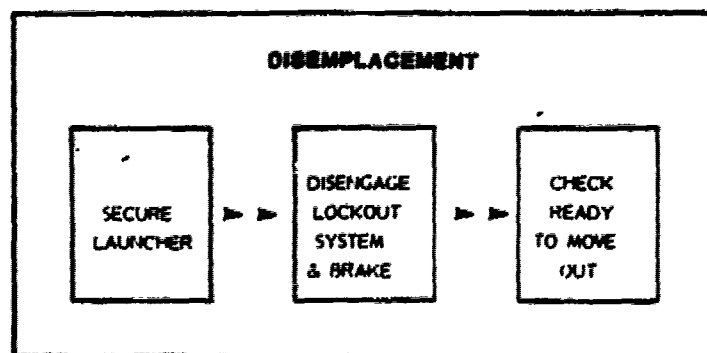 DISEMPLACEMENT
SECURE
LAUNCHER
DISENGAGE
LOCKOUT
SYSTEM
& BRAKE
CHECK
READY
TO MOVE
OUT